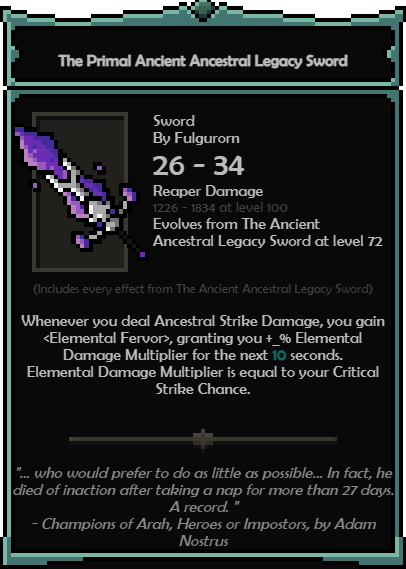 The Primal Ancient Ancestral Legacy Sword
Sword
By Fulgurorn
26 - 34
Reaper Damage
1226 - 1834 at level 100
Evolves from The Ancient
Ancestral Legacy Sword at level 72
(Includes every effect from The Ancient Ancestral Legacy Sword)
Whenever you deal Ancestral Strike Damage, you gain
<Elemental Fervor>, granting you +_% Elemental
Damage Multiplier for the next 10 seconds.
Elemental Damage Multiplier is equal to your Critical
Strike Chance.
"... who would prefer to do as little as possible... In fact, he
died of inaction after taking a nap for more than 27 days.
A record. "
- Champions of Arah, Heroes or Impostors, by Adam
Nostrus